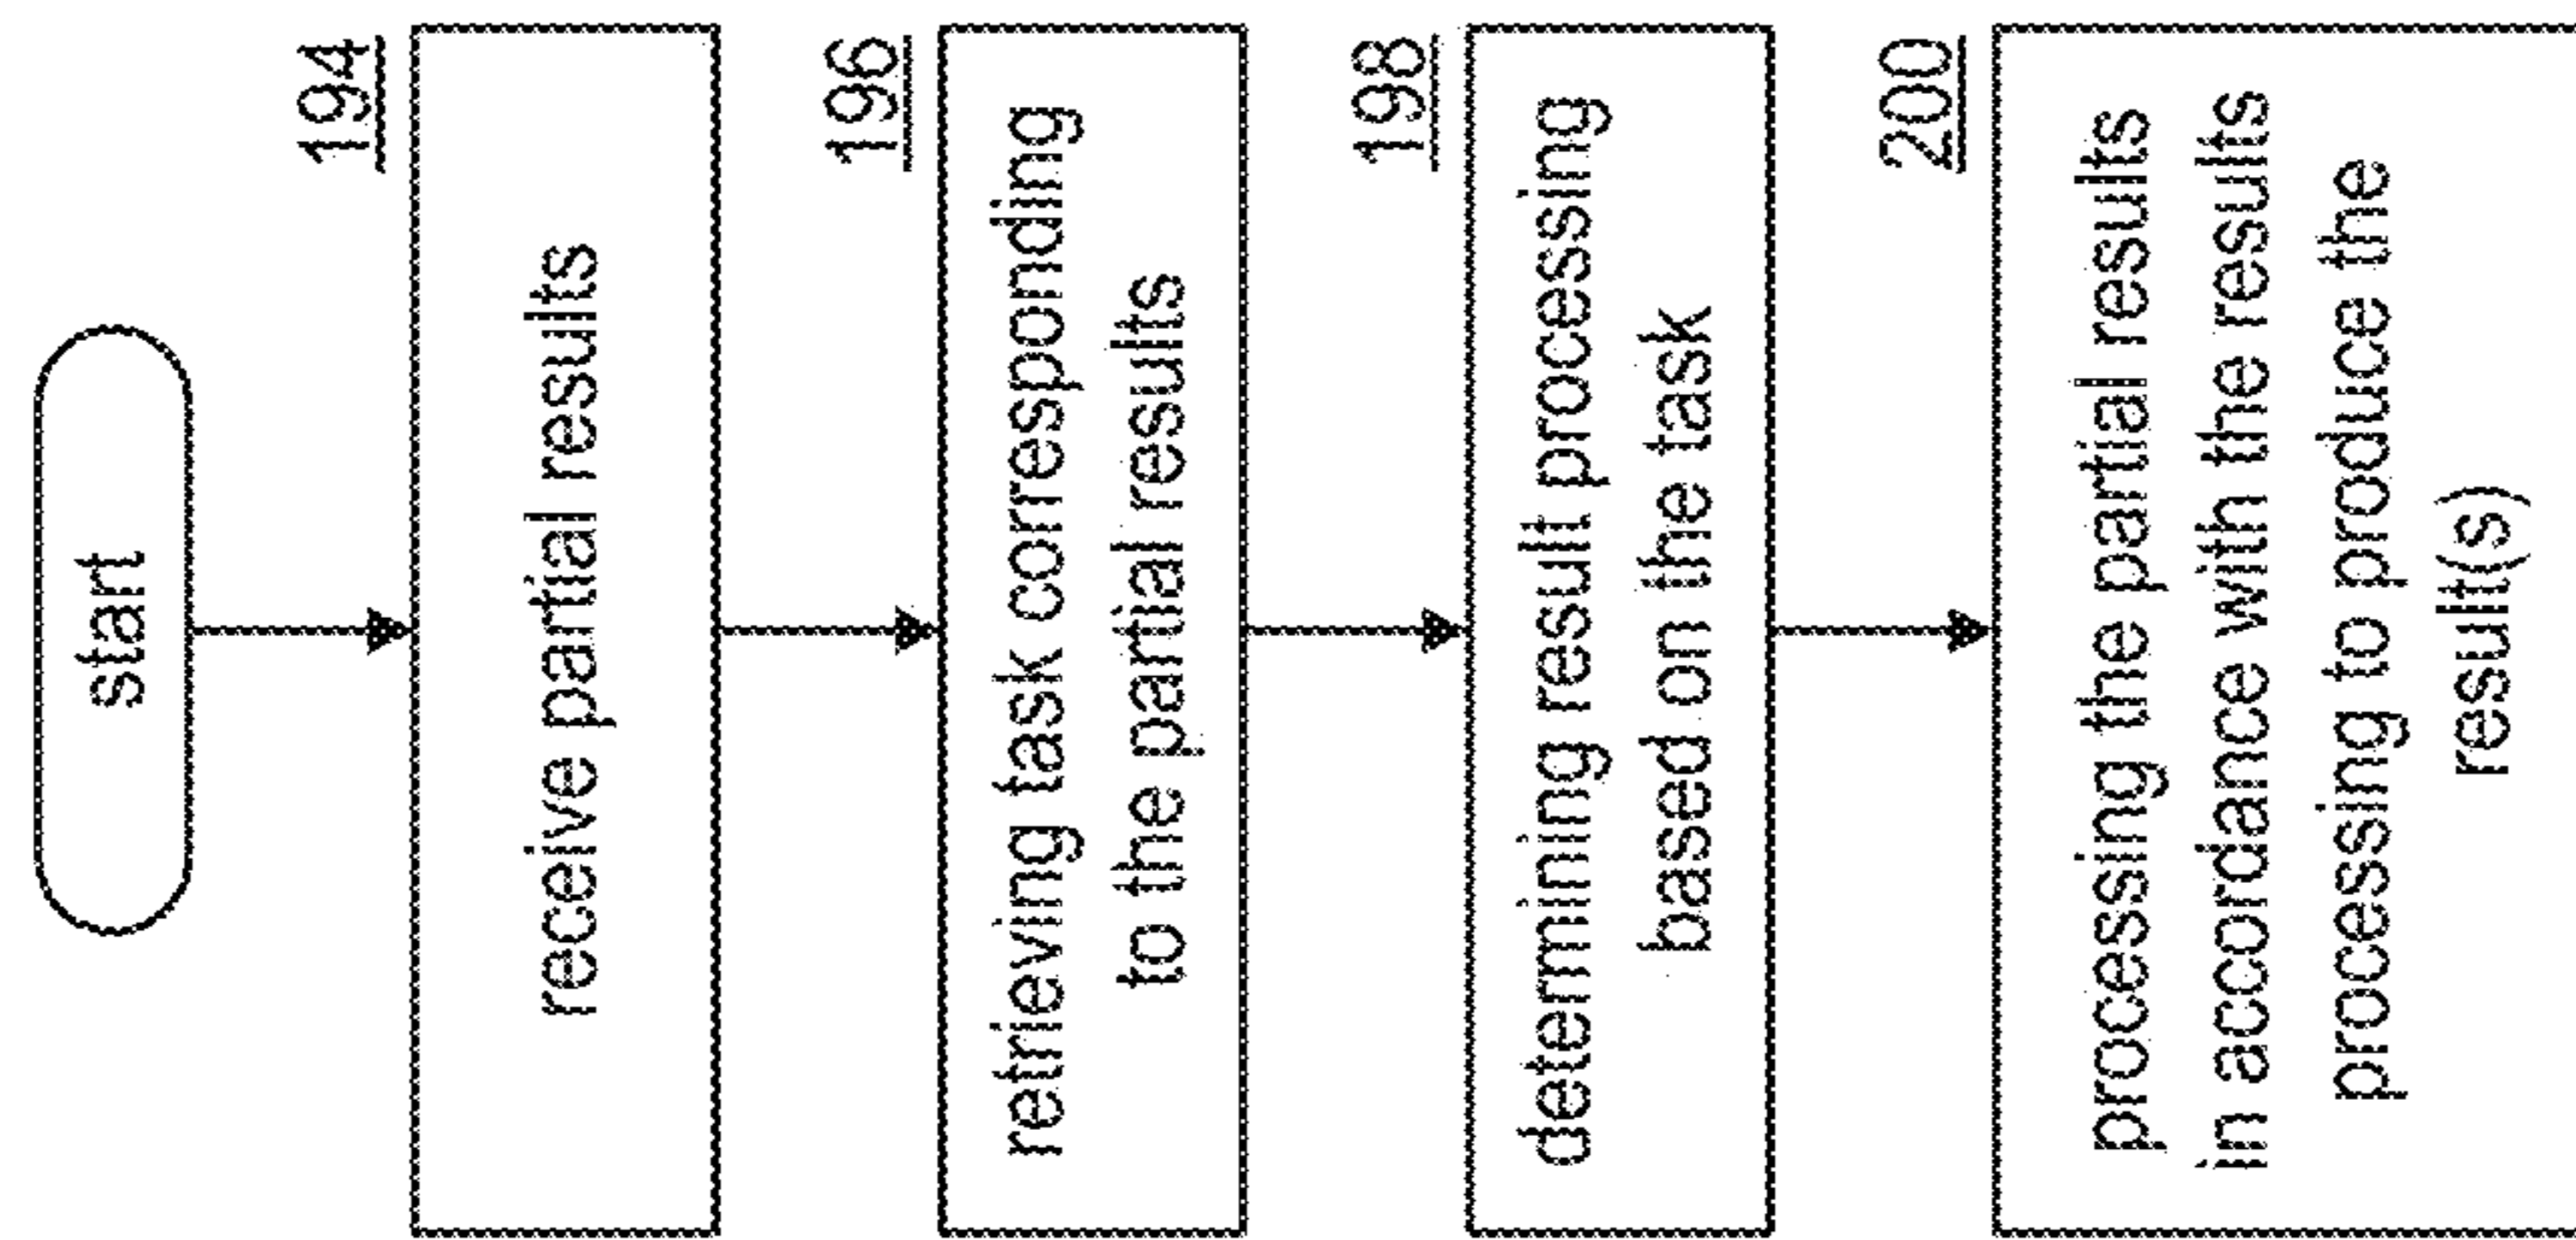 start
194
receive partial results
196
retrieving task corresponding
to the partial results
198
determining result processing
based on the task
200
processing the partial results
in accordance with the results
processing to produce the
result(s)